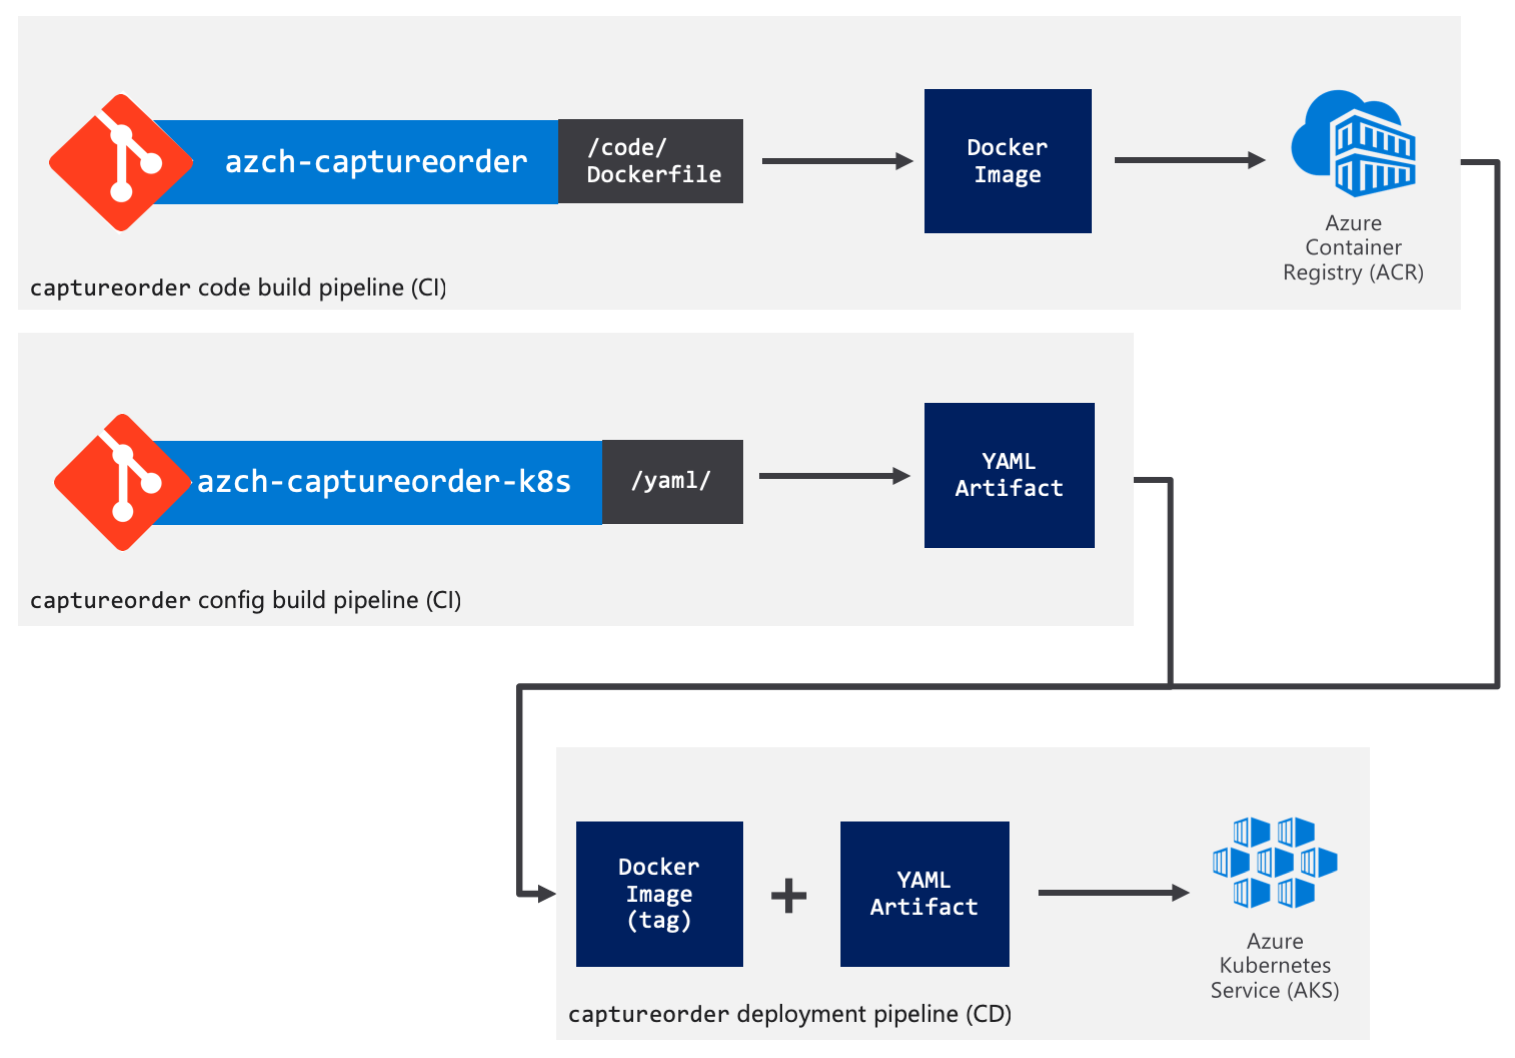 azch-captureorder
/code/
Dockerfile
Docker
Image
Azure
Container
Registry (ACR)
captureorder code build pipeline (CI)
azch-captureorder-k8s
/yaml/
YAML
Artifact
captureorder config build pipeline (CI)
Docker
Image
(tag)
+
YAML
Artifact
Azure
Kubernetes
Service (AKS)
captureorder deployment pipeline (CD)